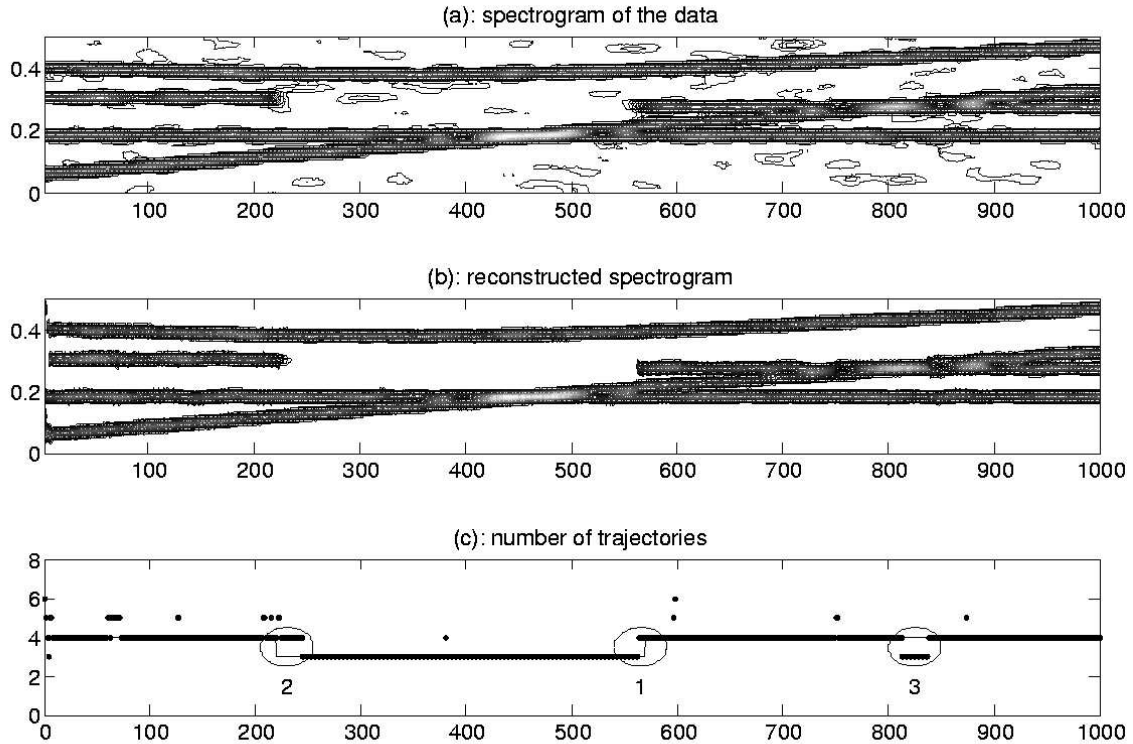 (a): spectrogram of the data
0.4
0.2
0
100 200 300 400 500 600 700 800 900 1000
(b): reconstructed spectrogram
0.4
0.2
0
100 200 300 400 500 600 700 800 900 1000
(c): number of trajectories
8
6
4
2
0
2 1 3
0 100 200 300 400 500 600 700 800 900 1000